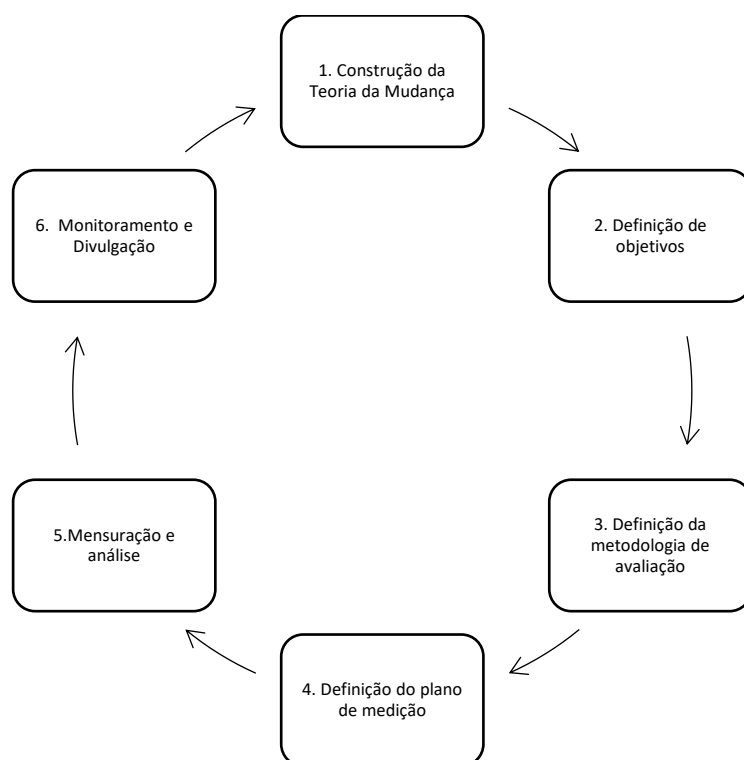 1. Construção da
Teoria da Mudança
2. Definição de
objetivos
3. Definição da
metodologia de
avaliação
4. Definição do plano
de medição
5.Mensuração e
análise
6.  Monitoramento e
Divulgação